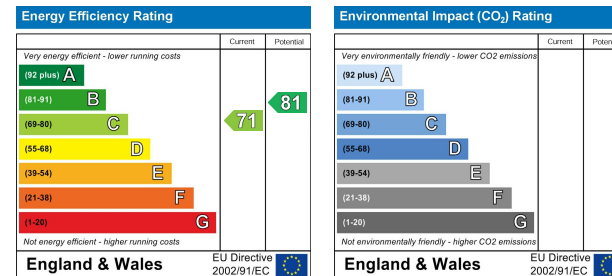 Energy Efficiency Rating
Current Potential
Very energy efficient - lower running costs
(92 plus) A
(81-91) B
81
(69-80) C
71
(55-68) D
(39-54) E
(21-38) F
(1-20) G
Not energy efficient - higher running costs
England & Wales
EU Directive
2002/91/EC
Environmental Impact (CO₂) Rating
Current Poten
Very environmentally friendly - lower CO2 emissions
(92 plus) A
(81-91) B
(69-80) C
(55-68) D
(39-54) E
(21-38) F
(1-20) G
Not environmentally friendly - higher CO2 emissions
England & Wales
EU Directive
2002/91/EC